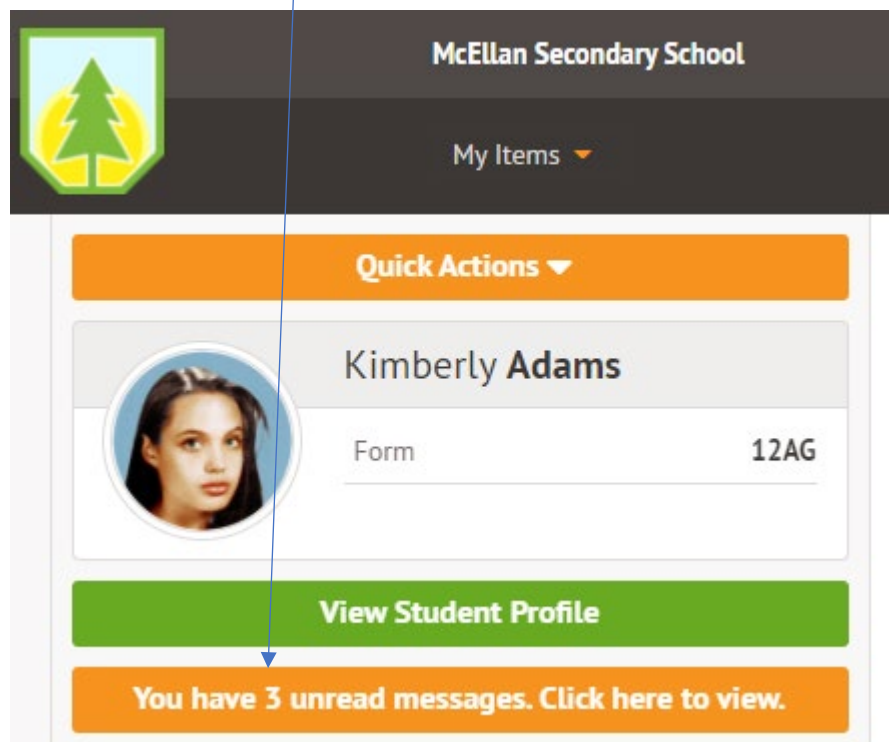 McEllan Secondary School
My Items
Quick Actions
Kimberly Adams
Form 12AG
View Student Profile
You have 3 unread messages. Click here to view.